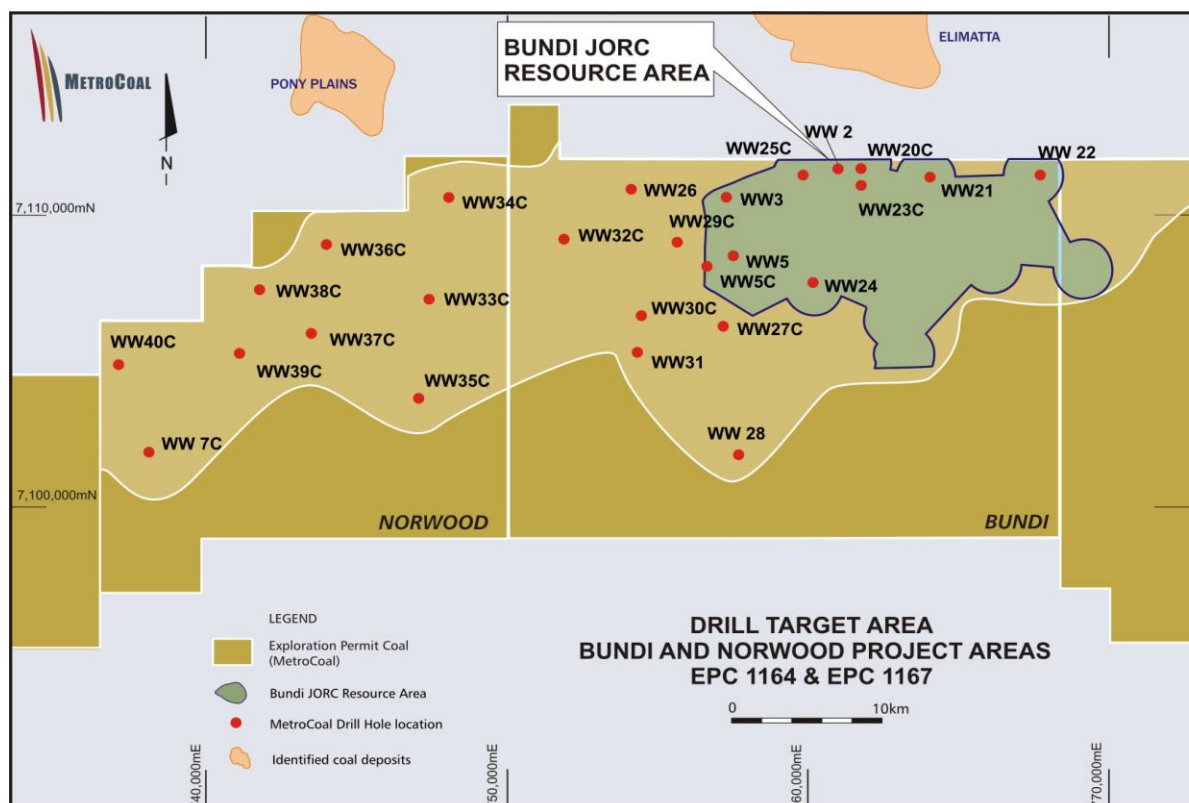 METROCOAL
N
PONY PLAINS
ELIMATTA
BUNDI JORC
RESOURCE AREA
WW 2
WW25C
WW20C
WW 22
WW26
WW3
WW23C
WW21
WW34C
7,110,000mN
WW29C
WW32C
WW36C
WW5
WW5C
WW24
WW38C
WW33C
WW30C
WW27C
WW37C
WW40C
WW39C
WW31
WW35C
WW 7C
WW 28
7,100,000mN
NORWOOD
BUNDI
LEGEND
Exploration Permit Coal
(MetroCoal)
Bundi JORC Resource Area
MetroCoal Drill Hole location
Identified coal deposits
DRILL TARGET AREA
BUNDI AND NORWOOD PROJECT AREAS
EPC 1164 & EPC 1167
0 10km
40,000mE
50,000mE
60,000mE
70,000mE